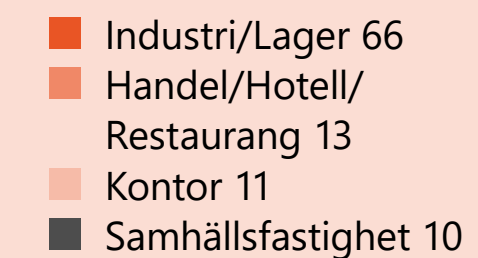 Industri/Lager 66
Handel/Hotell/
Restaurang 13
Kontor 11
Samhällsfastighet 10